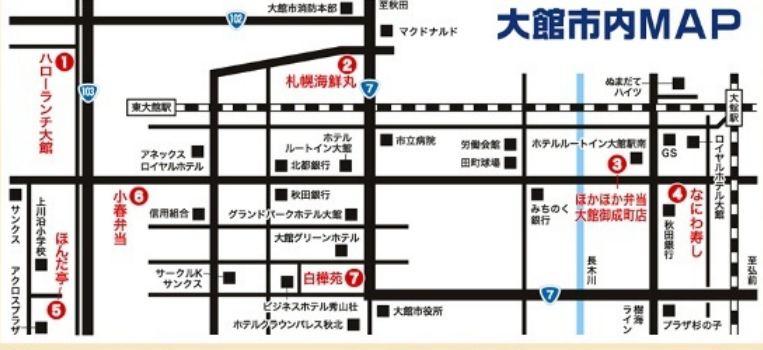 大館市内MAP
大館市消防本部
至秋田
102
マクドナルド
1
ハローランチ大館
103
2
札幌海鮮丸
7
ぬまだて
ハイツ
東大館駅
大館駅
ホテル
ルートイン大館
市立病院
労働会館
田町球場
ホテルルートイン大館駅南
3
GS
ロイヤルホテル大館
アネックス
ロイヤルホテル
北都銀行
サンクス
上川沿小学校
ほんだ亭
5
アクロスプラザ
6
小春弁当
信用組合
秋田銀行
グランドパークホテル大館
大館グリーンホテル
みちのく
銀行
ほかほか弁当
大館御成町店
4
なにわ寿し
秋田銀行
サークルK
サンクス
白樺苑
7
長木川
至弘前
7
ビジネスホテル秀山荘
ホテルクラウンパレス秋北
大館市役所
樹海
ライン
プラザ杉の子